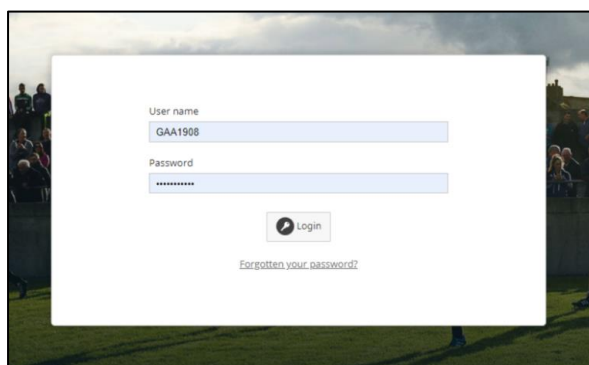 User name
GAA1908
Password
•••••••••••
Login
Forgotten your password?